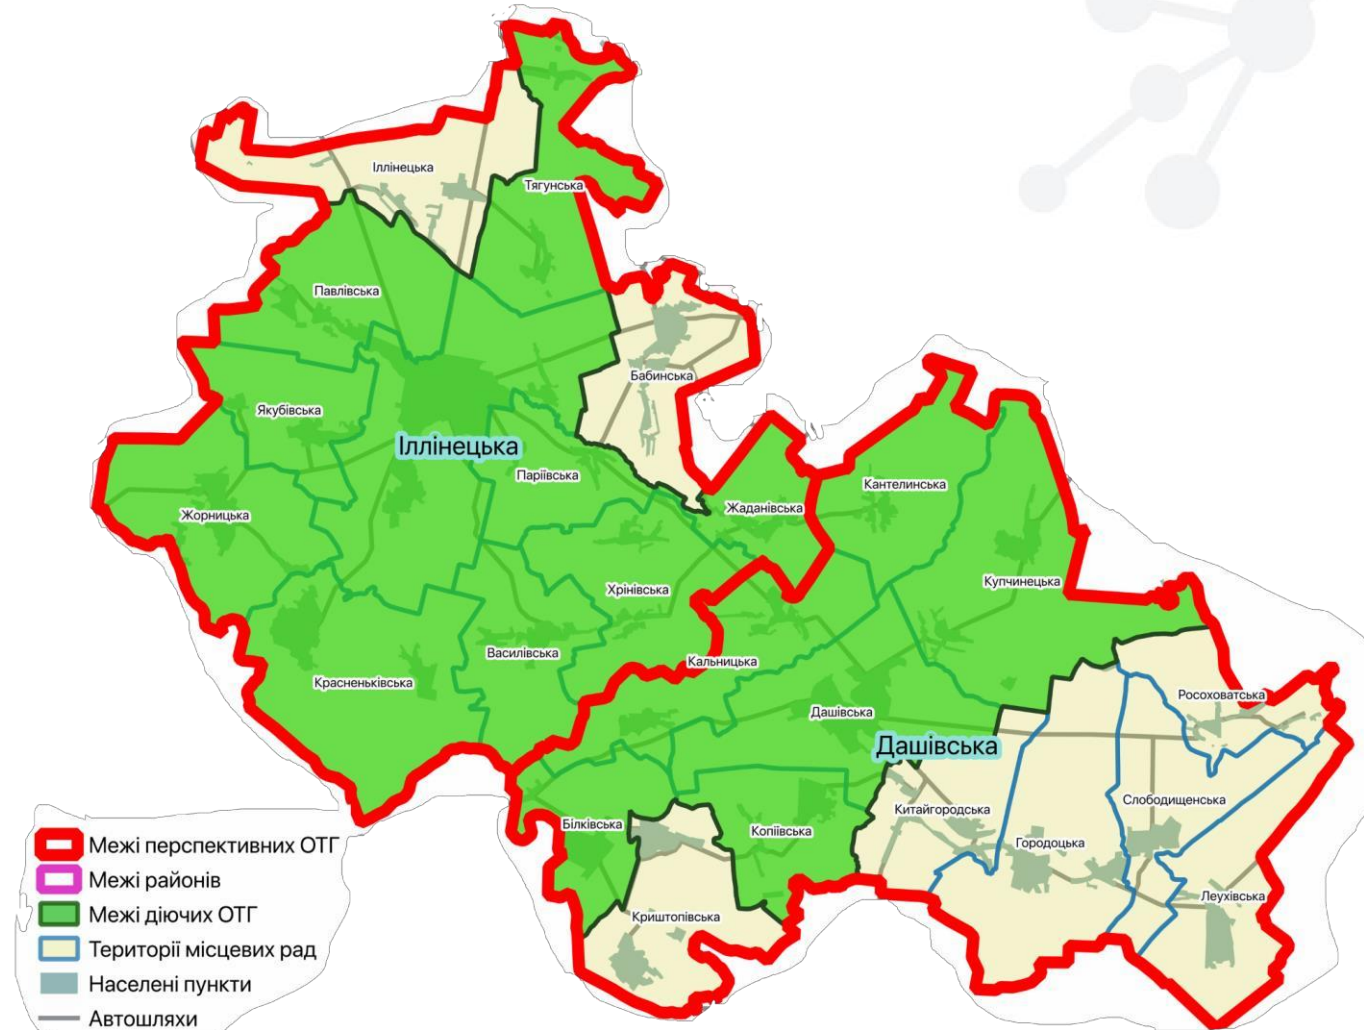 Іллінецька
Тягунська
Павлівська
Бабинська
Якубівська
Іллінецька
Паріївська
Кантелинська
Жаданівська
Жорницька
Купчинецька
Хрінівська
Василівська
Кальницька
Красненьківська
Росоховатська
Дашівська
Дашівська
Слободищенська
Китайгородська
Білківська
Копіївська
Городоцька
Леухівська
Криштопівська
Межі перспективних ОТГ
Межі районів
Межі діючих ОТГ
Території місцевих рад
Населені пункти
Автошляхи